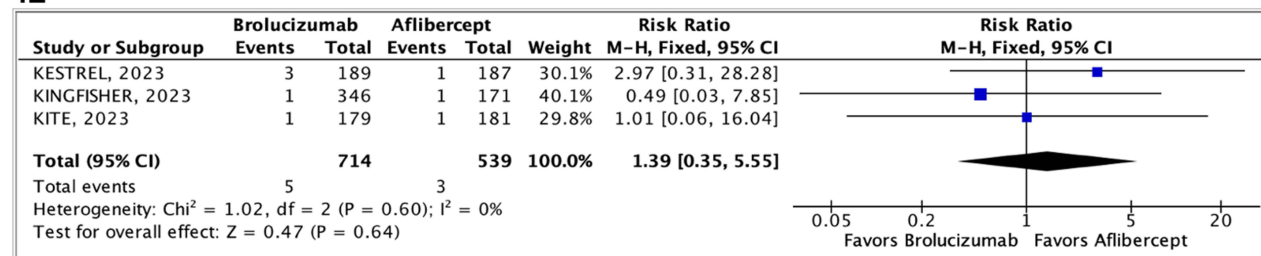 Brolucizumab Aflibercept Risk Ratio Risk Ratio
Study or Subgroup Events Total Events Total Weight M-H, Fixed, 95% CI M-H, Fixed, 95% CI
KESTREL, 2023 3 189 1 187 30.1% 2.97 [0.31, 28.28]
KINGFISHER, 2023 1 346 1 171 40.1% 0.49 [0.03, 7.85]
KITE, 2023 1 179 1 181 29.8% 1.01 [0.06, 16.04]
Total (95% CI) 714 539 100.0% 1.39 [0.35, 5.55]
Total events 5 3
Heterogeneity: Chi² = 1.02, df = 2 (P = 0.60); I² = 0%
Test for overall effect: Z = 0.47 (P = 0.64)
0.05 0.2 1 5 20
Favors Brolucizumab Favors Aflibercept